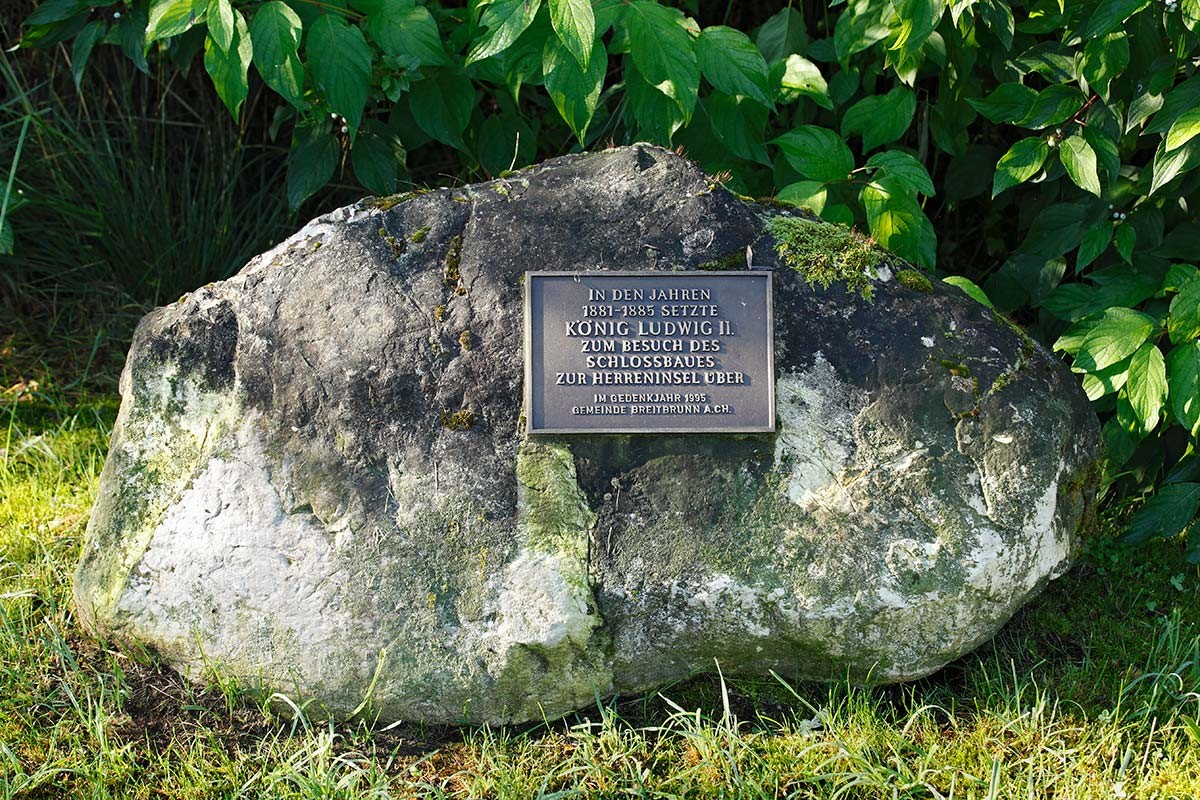 IN DEN JAHREN
1881-1885 SETZTE
KÖNIG LUDWIG II.
ZUM BESUCH DES
SCHLOSSBAUES
ZUR HERRENINSEL ÜBER
IM GEDENKJAHR 1995
GEMEINDE BREITBRUNN A.CH.